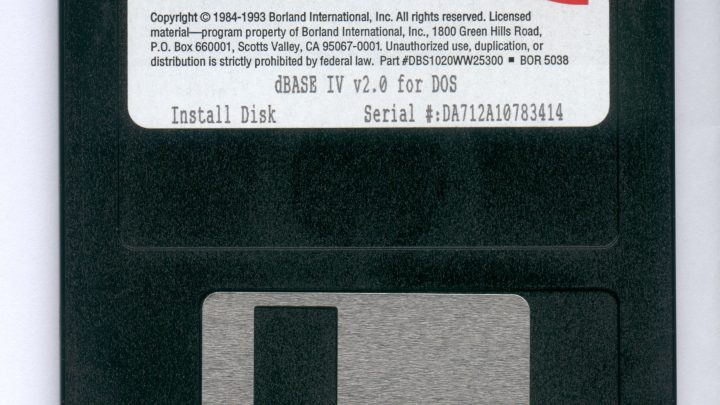 Copyright © 1984-1993 Borland International, Inc. All rights reserved. Licensed
material—program property of Borland International, Inc., 1800 Green Hills Road,
P.O. Box 660001, Scotts Valley, CA 95067-0001. Unauthorized use, duplication, or
distribution is strictly prohibited by federal law. Part #DBS1020WW25300 ■ BOR 5038
dBASE IV v2.0 for DOS
Install Disk Serial #:DA712A10783414